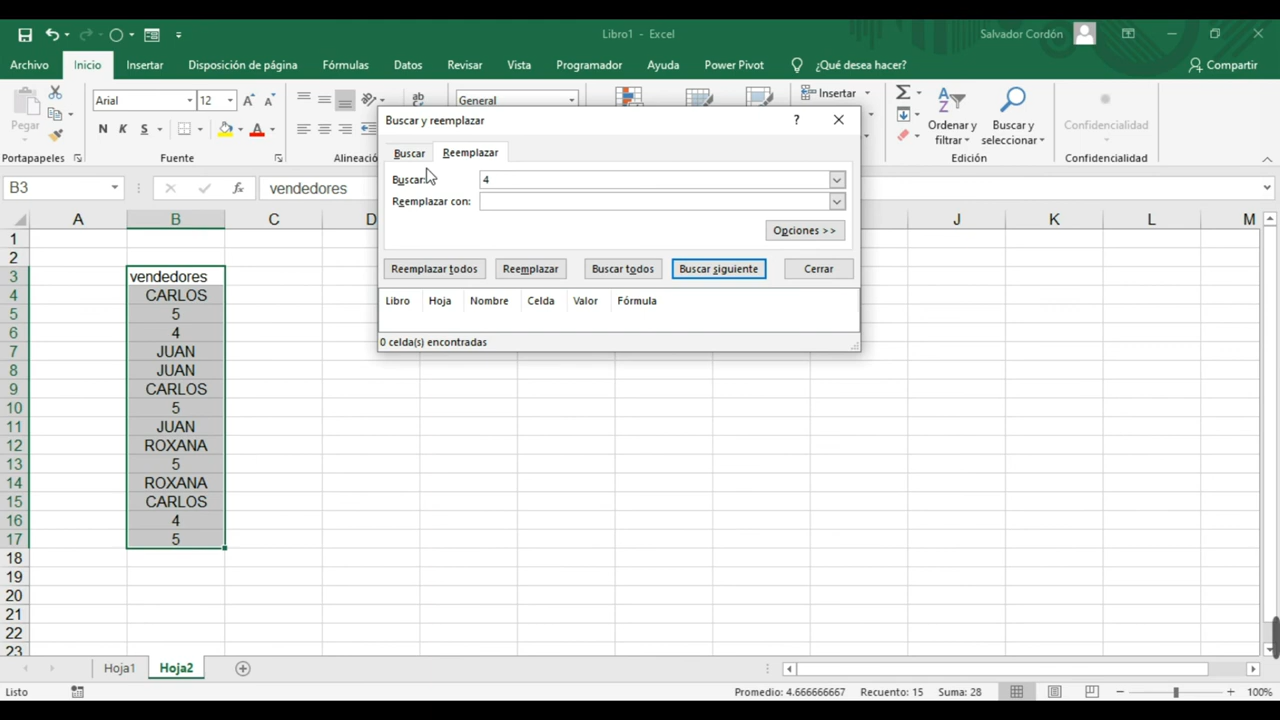 Libro1 - Excel
Salvador Cordón
Archivo
Inicio
Insertar
Disposición de página
Fórmulas
Datos
Revisar
Vista
Programador
Ayuda
Power Pivot
¿Qué desea hacer?
Compartir
Pegar
Arial
12
General
Insertar
Ordenar y
filtrar
Buscar y
seleccionar
Confidencialidad
N K S
Portapapeles
Fuente
Alineació
Edición
Confidencialidad
B3
fx
vendedores
Buscar y reemplazar
?
Buscar
Reemplazar
Buscar:
4
Reemplazar con:
Opciones >>
Reemplazar todos
Reemplazar
Buscar todos
Buscar siguiente
Cerrar
Libro Hoja Nombre Celda Valor Fórmula
0 celda(s) encontradas
A B C D J K L M
1
2
3 vendedores
4 CARLOS
5 5
6 4
7 JUAN
8 JUAN
9 CARLOS
10 5
11 JUAN
12 ROXANA
13 5
14 ROXANA
15 CARLOS
16 4
17 5
18
19
20
21
22
23
Hoja1
Hoja2
Listo
Promedio: 4.666666667
Recuento: 15
Suma: 28
100%